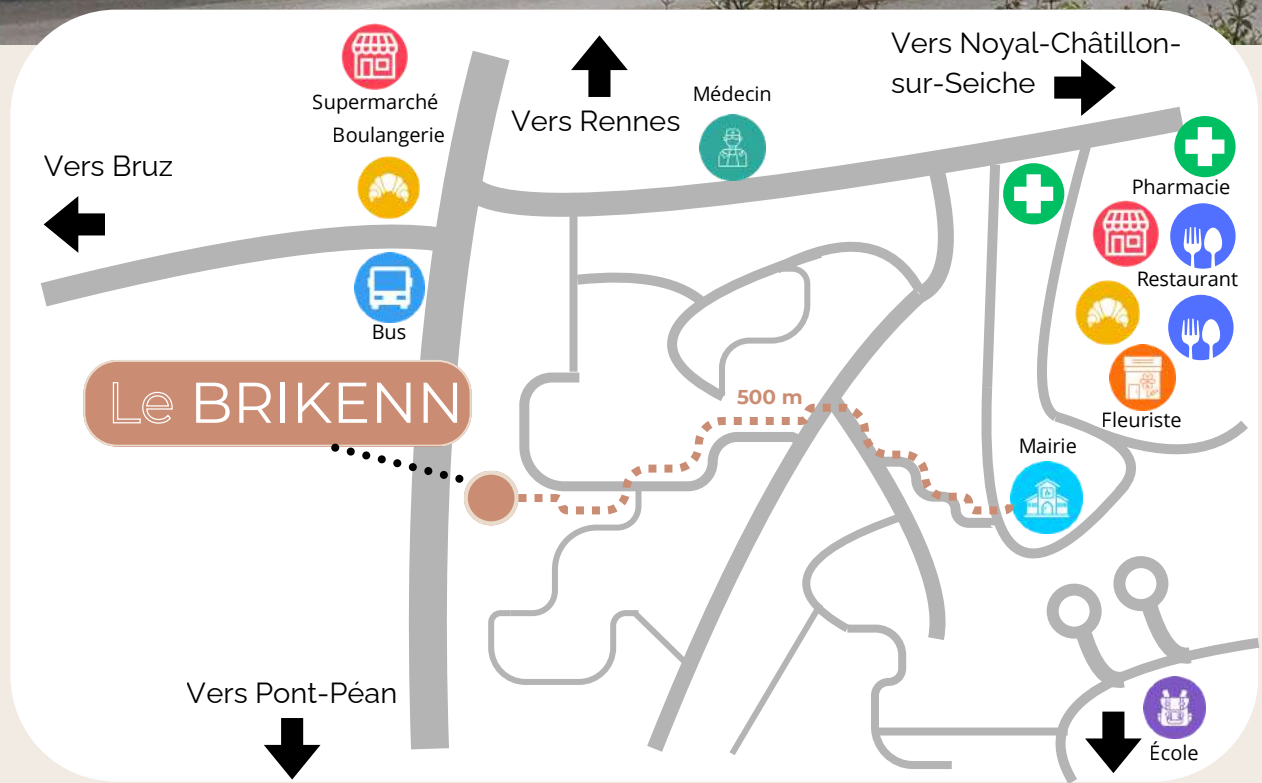 Vers Noyal-Châtillon-
sur-Seiche
Supermarché
Médecin
Vers Rennes
Boulangerie
Vers Bruz
Pharmacie
Restaurant
Bus
Le BRIKENN
500 m
Fleuriste
Mairie
Vers Pont-Péan
École